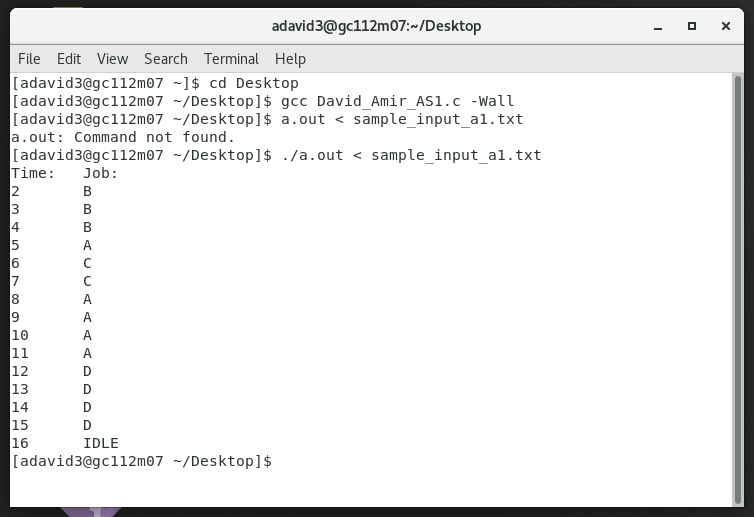 adavid3@gc112m07:~/Desktop
File Edit View Search Terminal Help
[adavid3@gc112m07 ~]$ cd Desktop
[adavid3@gc112m07 ~/Desktop]$ gcc David_Amir_AS1.c -Wall
[adavid3@gc112m07 ~/Desktop]$ a.out < sample_input_a1.txt
a.out: Command not found.
[adavid3@gc112m07 ~/Desktop]$ ./a.out < sample_input_a1.txt
Time:   Job:
2       B
3       B
4       B
5       A
6       C
7       C
8       A
9       A
10      A
11      A
12      D
13      D
14      D
15      D
16      IDLE
[adavid3@gc112m07 ~/Desktop]$